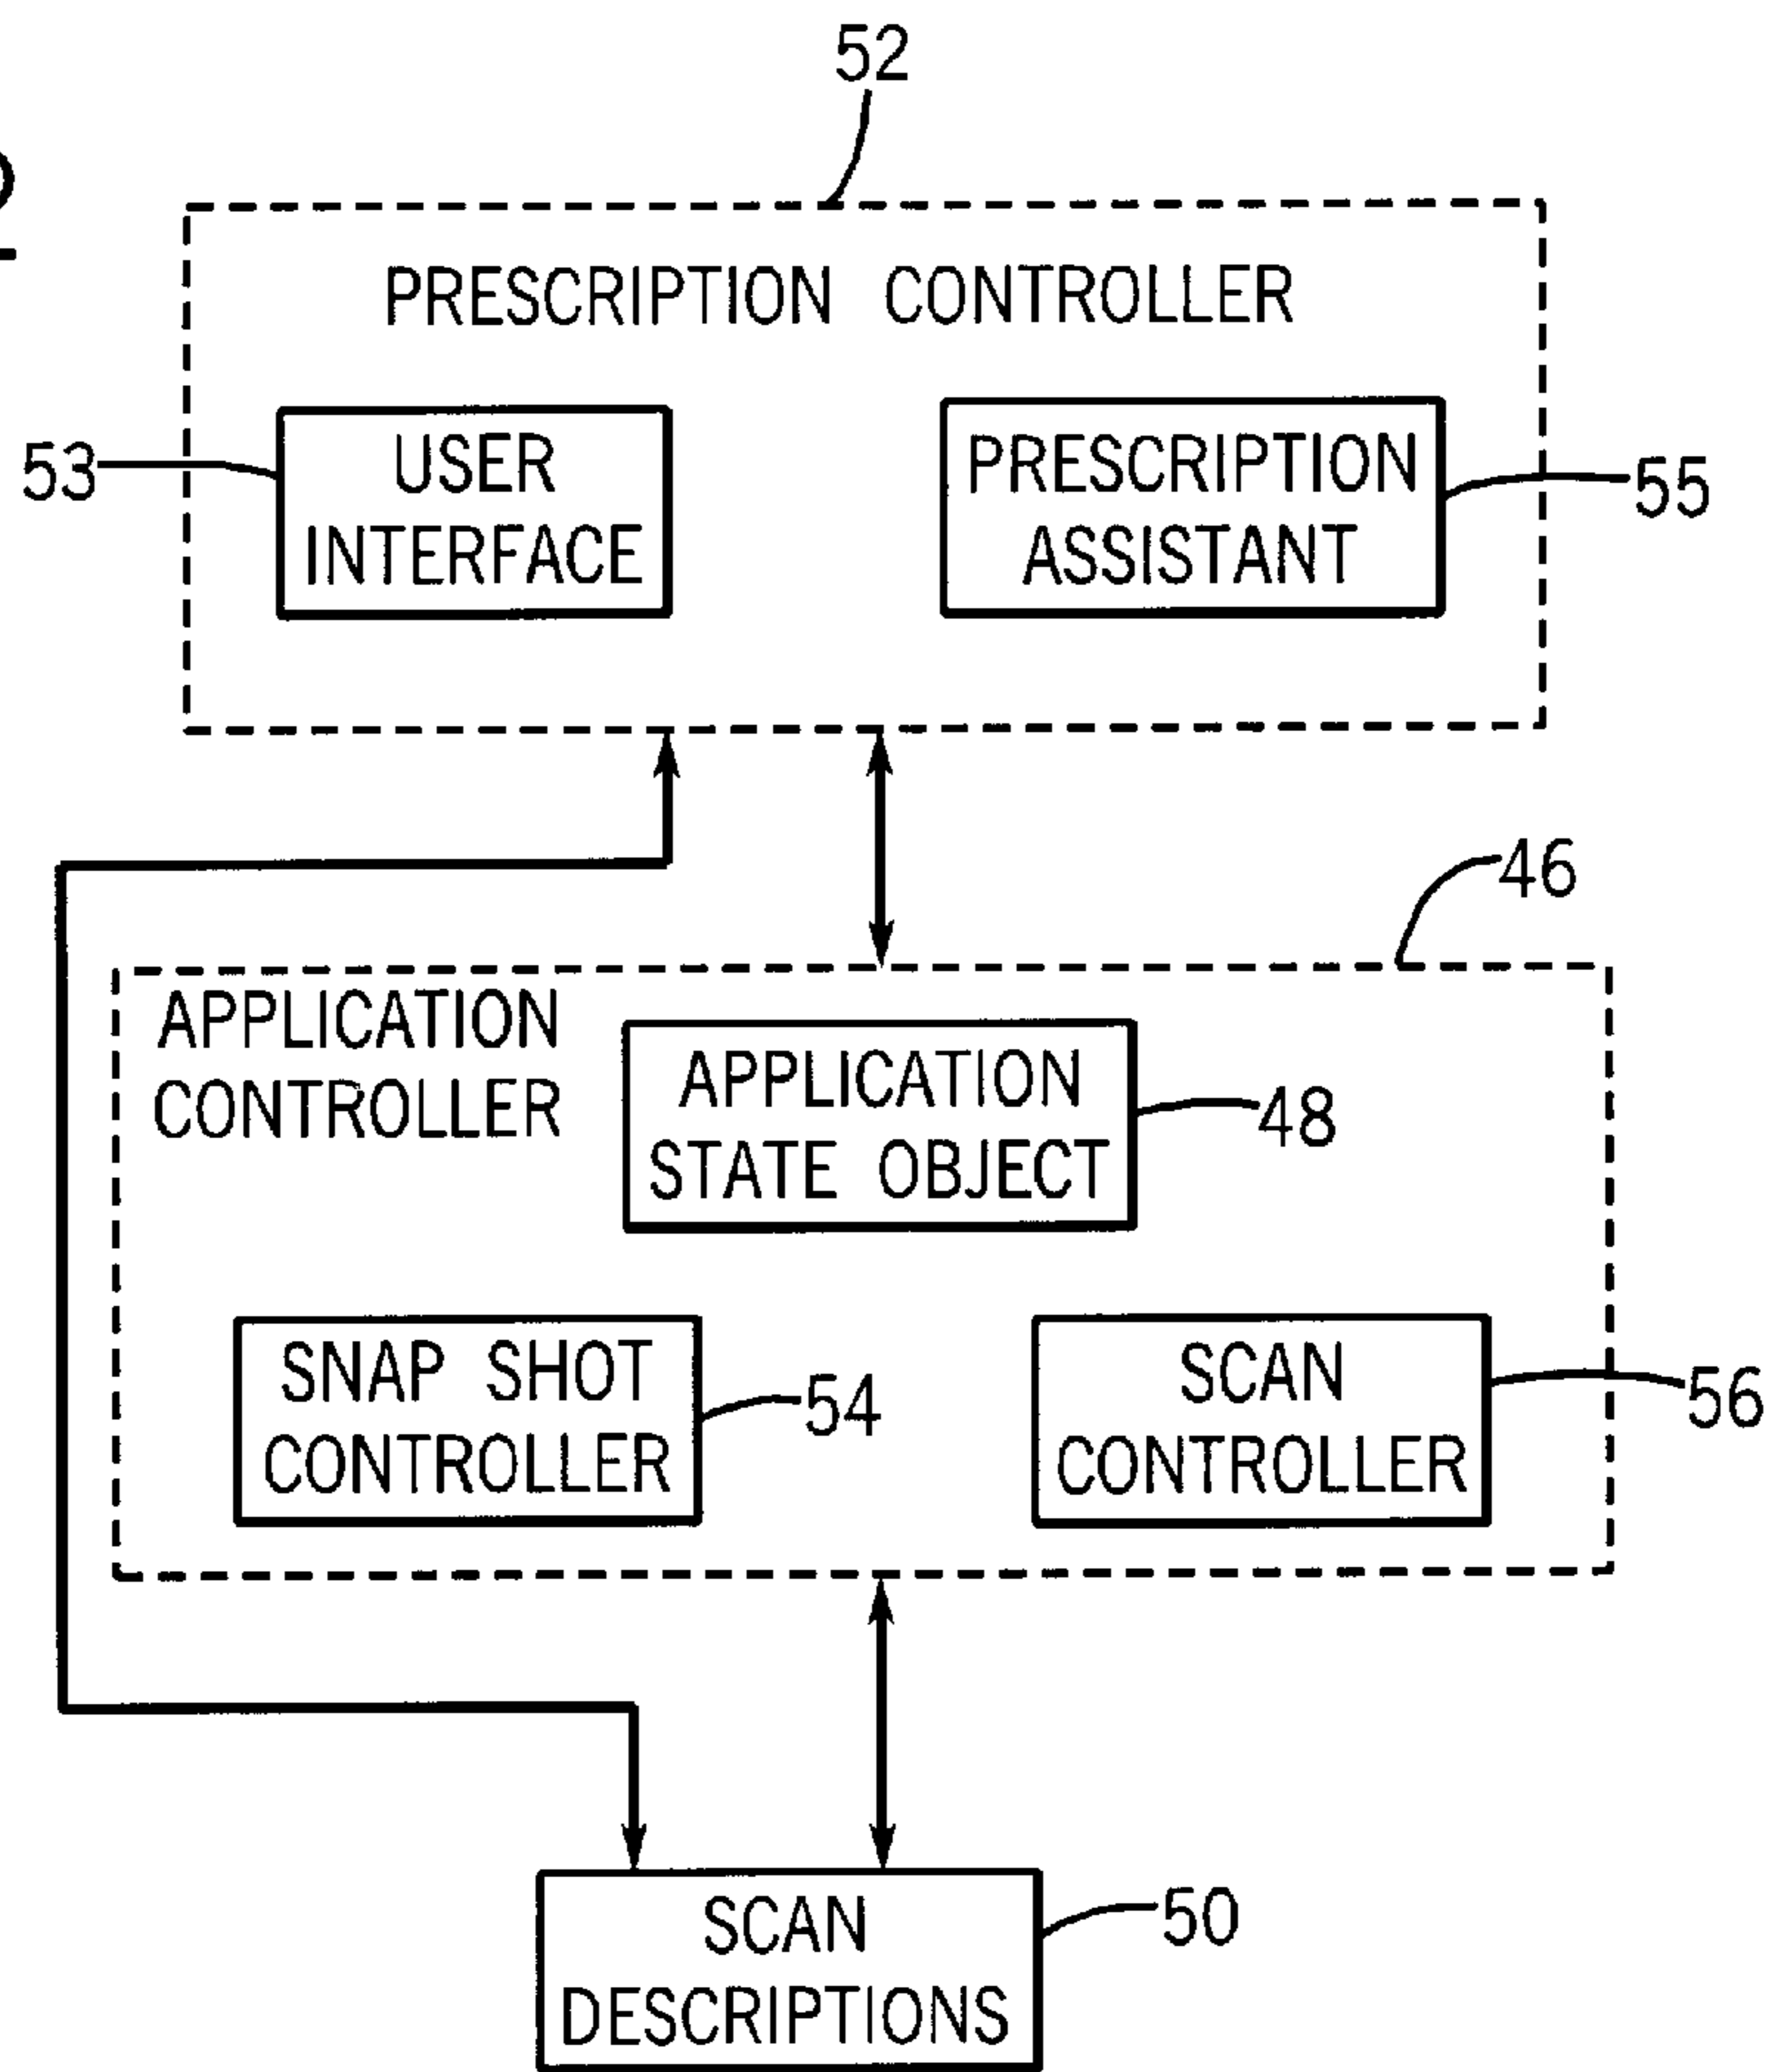 52
PRESCRIPTION CONTROLLER
53
USER
INTERFACE
PRESCRIPTION
ASSISTANT
55
46
APPLICATION
CONTROLLER
APPLICATION
STATE OBJECT
48
SNAP SHOT
CONTROLLER
54
SCAN
CONTROLLER
56
SCAN
DESCRIPTIONS
50